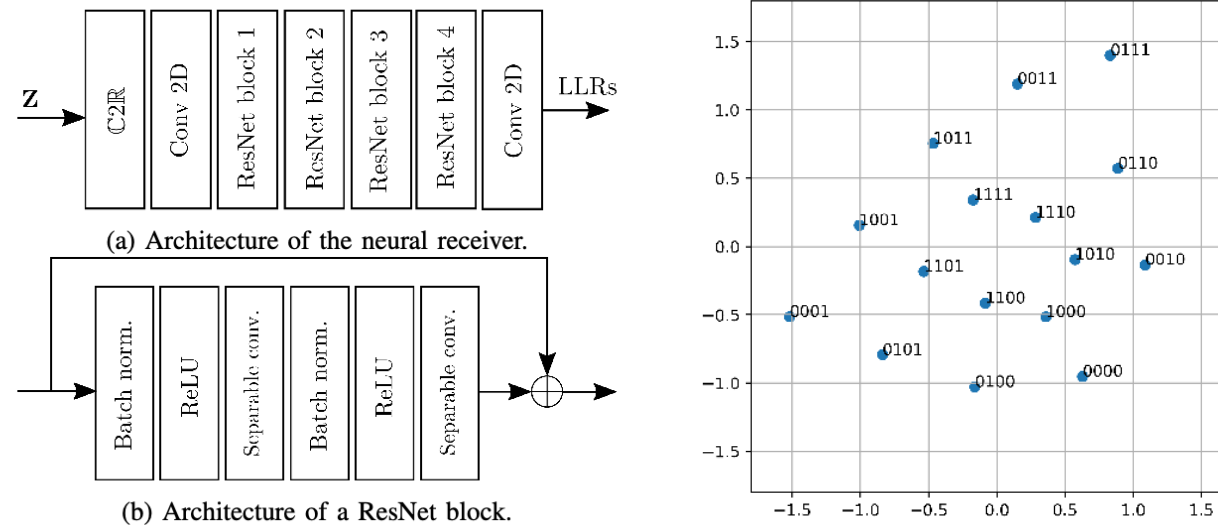 Z
ℂ2ℝ
Conv 2D
ResNet block 1
ResNet block 2
ResNet block 3
ResNet block 4
Conv 2D
LLRs
(a) Architecture of the neural receiver.
Batch norm.
ReLU
Separable conv.
Batch norm.
ReLU
Separable conv.
(b) Architecture of a ResNet block.
1.5
1.0
0.5
0.0
−0.5
−1.0
−1.5
0111
0011
1011
0110
1111
1110
1001
1010
0010
1101
1100
1000
0001
0101
0100
0000
−1.5
−1.0
−0.5
0.0
0.5
1.0
1.5